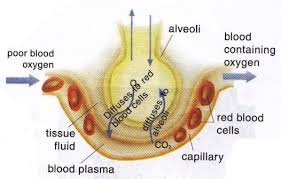 alveoli
poor blood
oxygen
blood
containing
oxygen
O₂
Diffuses to red
blood cells
diffuses to
alveoli
CO₂
tissue
fluid
red blood
cells
capillary
blood plasma